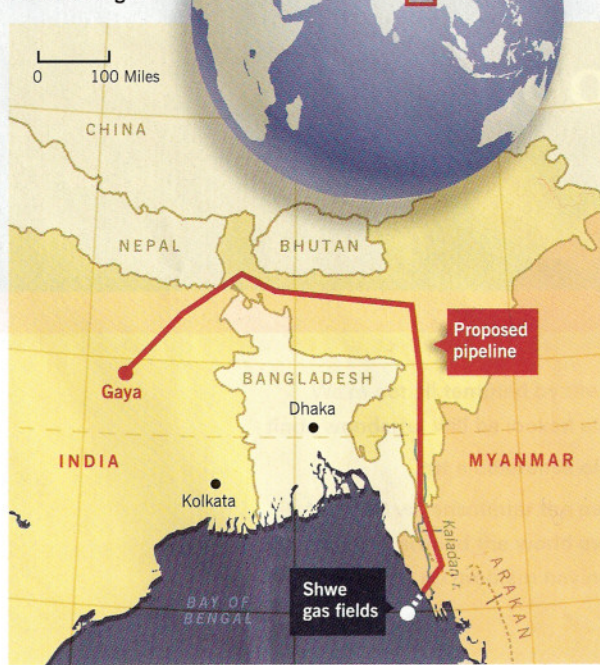 0 100 Miles
CHINA
NEPAL
BHUTAN
Proposed
pipeline
Gaya
BANGLADESH
Dhaka
INDIA
MYANMAR
Kolkata
Kaladan r.
ARAKAN
Shwe
gas fields
BAY OF
BENGAL